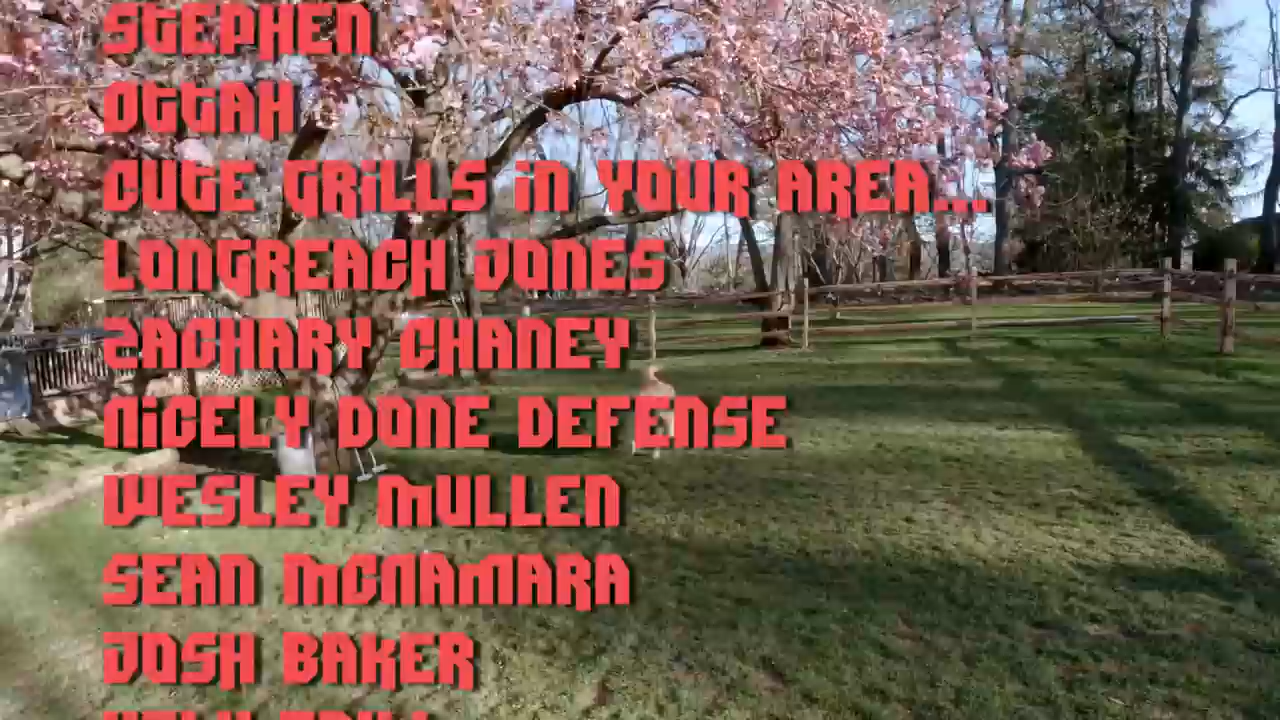 STEPHEN
OTTAH
CUTE GRiLLS iN YOUR AREA...
LONGREACH JONES
ZACHARY CHANEY
NiCELY DONE DEFENSE
WESLEY MULLEN
SEAN MCNAMARA
JOSH BAKER